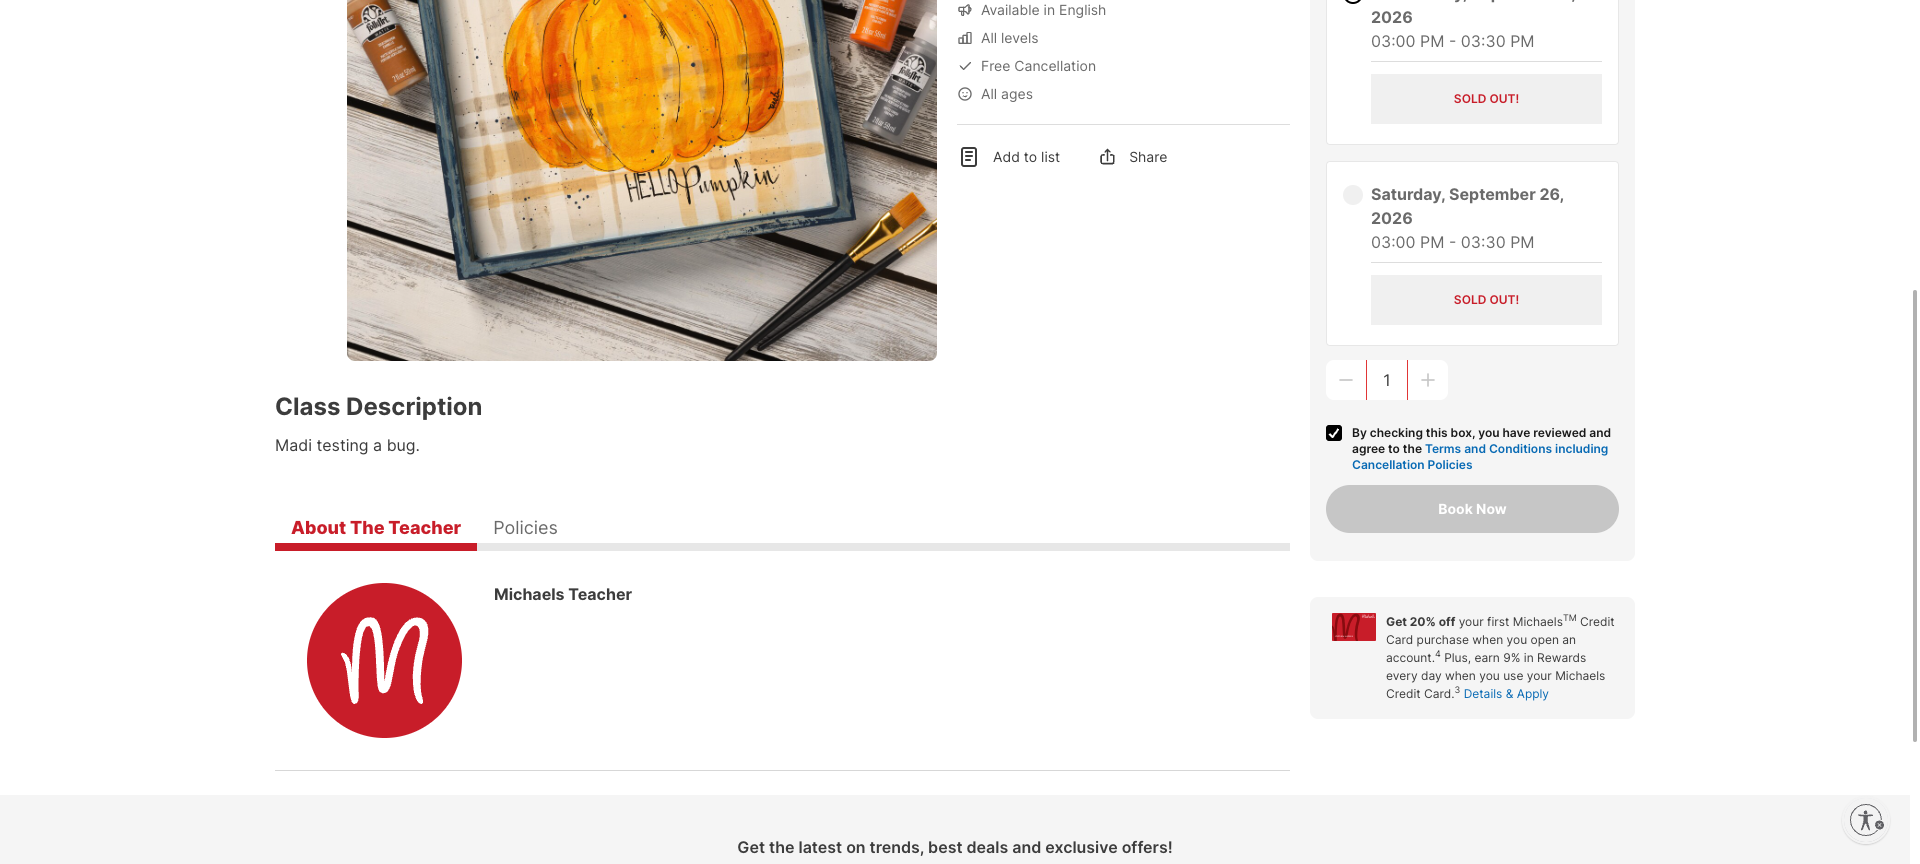 Available in English
All levels
Free Cancellation
All ages
Add to list
Share
HELLO Pumpkin
2026
03:00 PM - 03:30 PM
SOLD OUT!
Saturday, September 26,
2026
03:00 PM - 03:30 PM
SOLD OUT!
1
By checking this box, you have reviewed and
agree to the Terms and Conditions including
Cancellation Policies
Book Now
Class Description
Madi testing a bug.
About The Teacher
Policies
Michaels Teacher
Get 20% off your first Michaels™ Credit
Card purchase when you open an
account.⁴ Plus, earn 9% in Rewards
every day when you use your Michaels
Credit Card.³ Details & Apply
Get the latest on trends, best deals and exclusive offers!